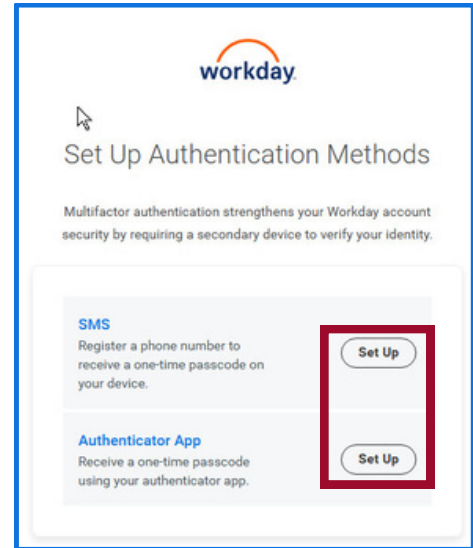 workday.
Set Up Authentication Methods
Multifactor authentication strengthens your Workday account
security by requiring a secondary device to verify your identity.
SMS
Register a phone number to
receive a one-time passcode on
your device.
Set Up
Authenticator App
Receive a one-time passcode
using your authenticator app.
Set Up